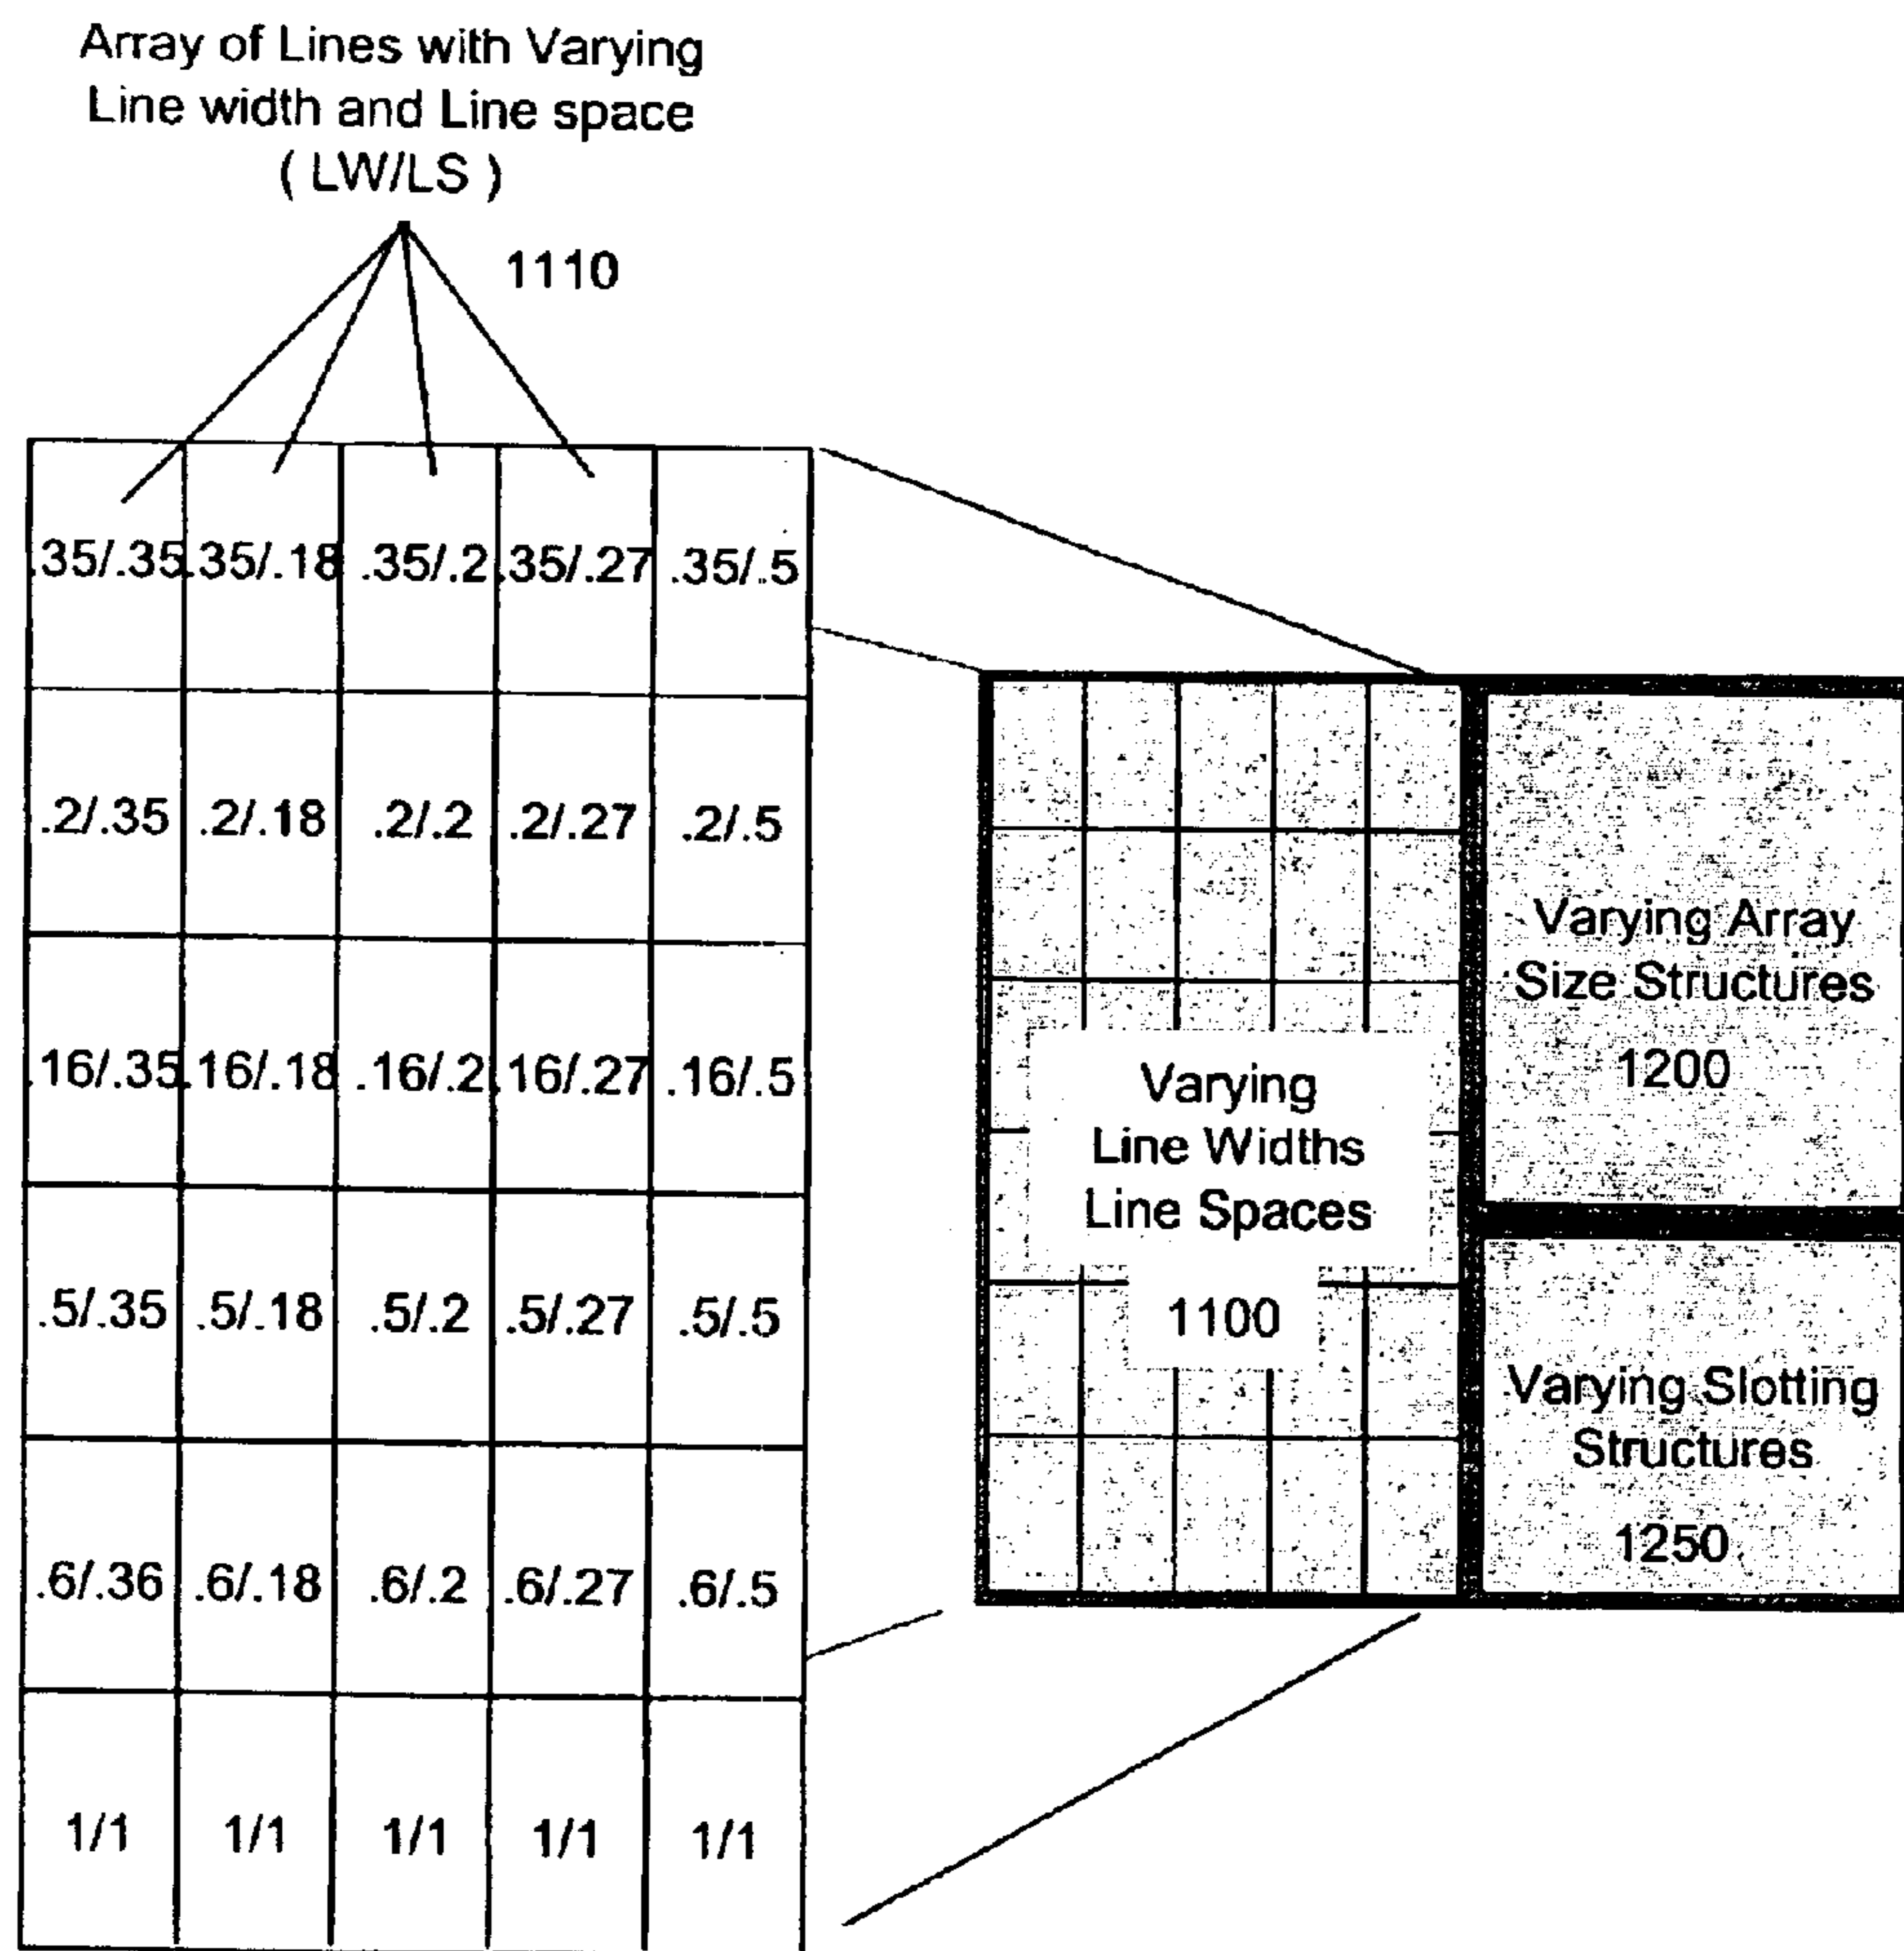 Array of Lines with Varying
Line width and Line space
( LW/LS )
1110
.35/.35 .35/.18 .35/.2 .35/.27 .35/.5
.2/.35 .2/.18 .2/.2 .2/.27 .2/.5
.16/.35 .16/.18 .16/.2 .16/.27 .16/.5
.5/.35 .5/.18 .5/.2 .5/.27 .5/.5
.6/.36 .6/.18 .6/.2 .6/.27 .6/.5
1/1 1/1 1/1 1/1 1/1
Varying
Line Widths
Line Spaces
1100
Varying Array
Size Structures
1200
Varying Slotting
Structures
1250